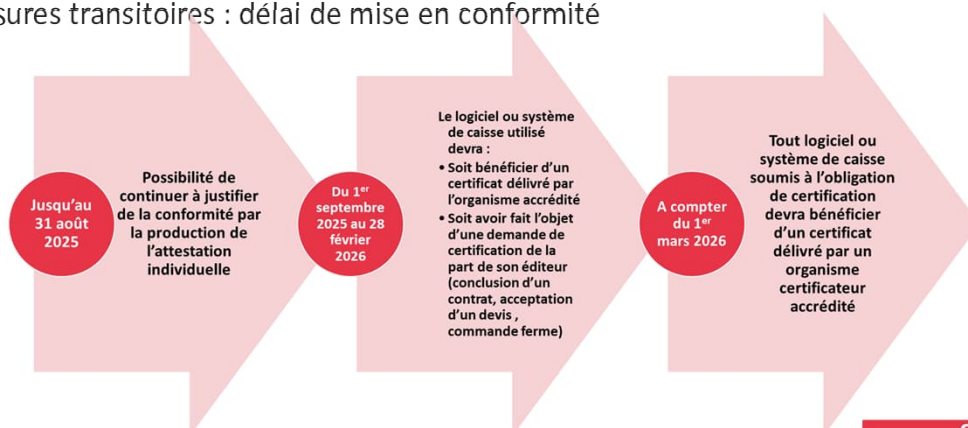 sures transitoires : délai de mise en conformité
Jusqu’au
31 août
2025
Possibilité de
continuer à justifier
de la conformité par
la production de
l’attestation
individuelle
Du 1er
septembre
2025 au 28
février
2026
Le logiciel ou système
de caisse utilisé
devra :
• Soit bénéficier d’un
certificat délivré par
l’organisme accrédité
• Soit avoir fait l’objet
d’une demande de
certification de la
part de son éditeur
(conclusion d’un
contrat, acceptation
d’un devis ,
commande ferme)
A compter
du 1er
mars 2026
Tout logiciel ou
système de caisse
soumis à l’obligation
de certification
devra bénéficier
d’un certificat
délivré par un
organisme
certificateur
accrédité